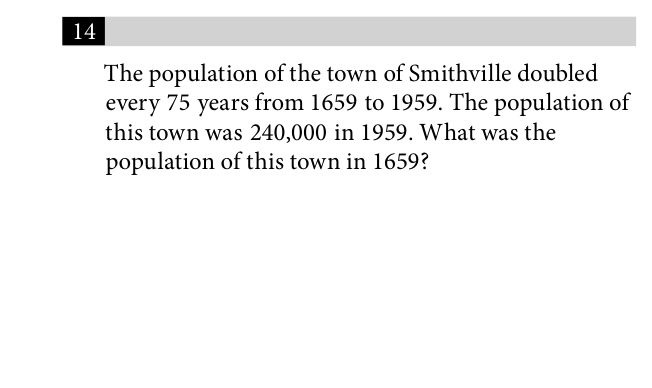 14
The population of the town of Smithville doubled
every 75 years from 1659 to 1959. The population of
this town was 240,000 in 1959. What was the
population of this town in 1659?